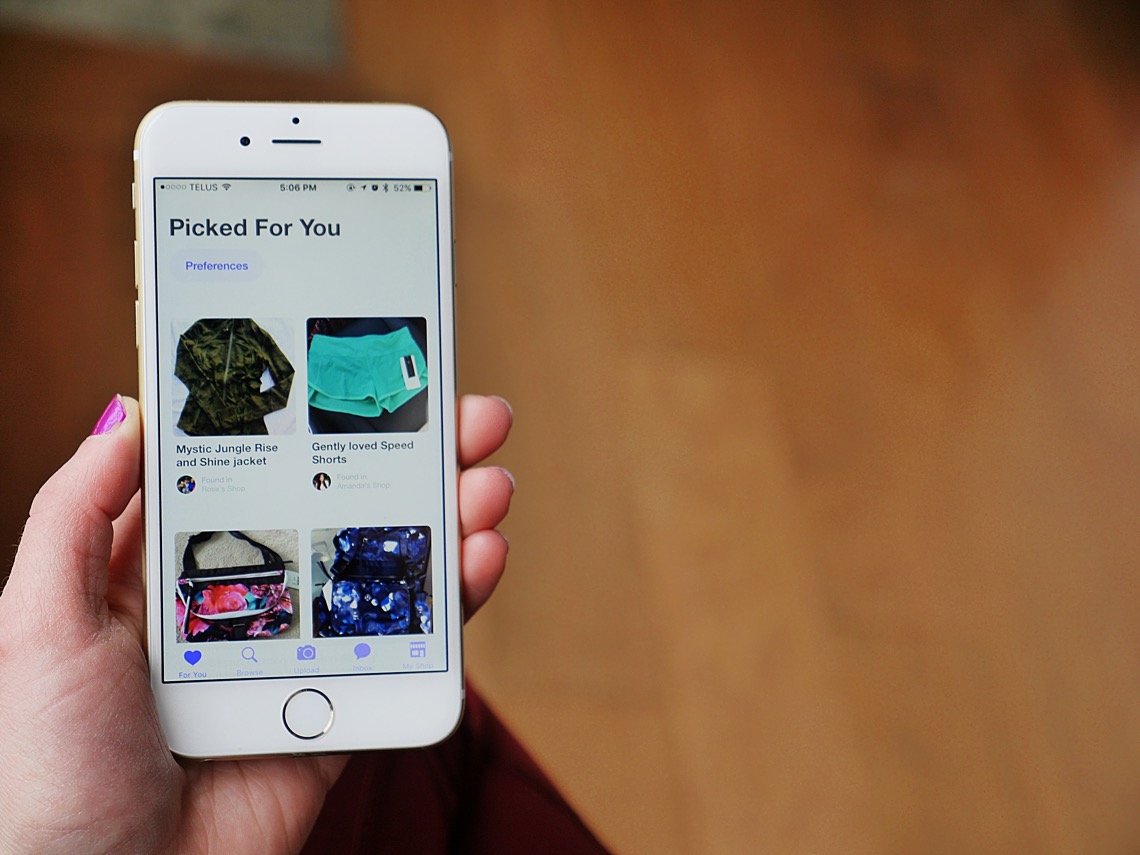 TELUS 5:06 PM 52%
Picked For You
Preferences
Mystic Jungle Rise
and Shine jacket
Gently loved Speed
Shorts
Found in
Rose's Shop
Found in
Amanda's Shop
For You Browse Upload Inbox My Shop